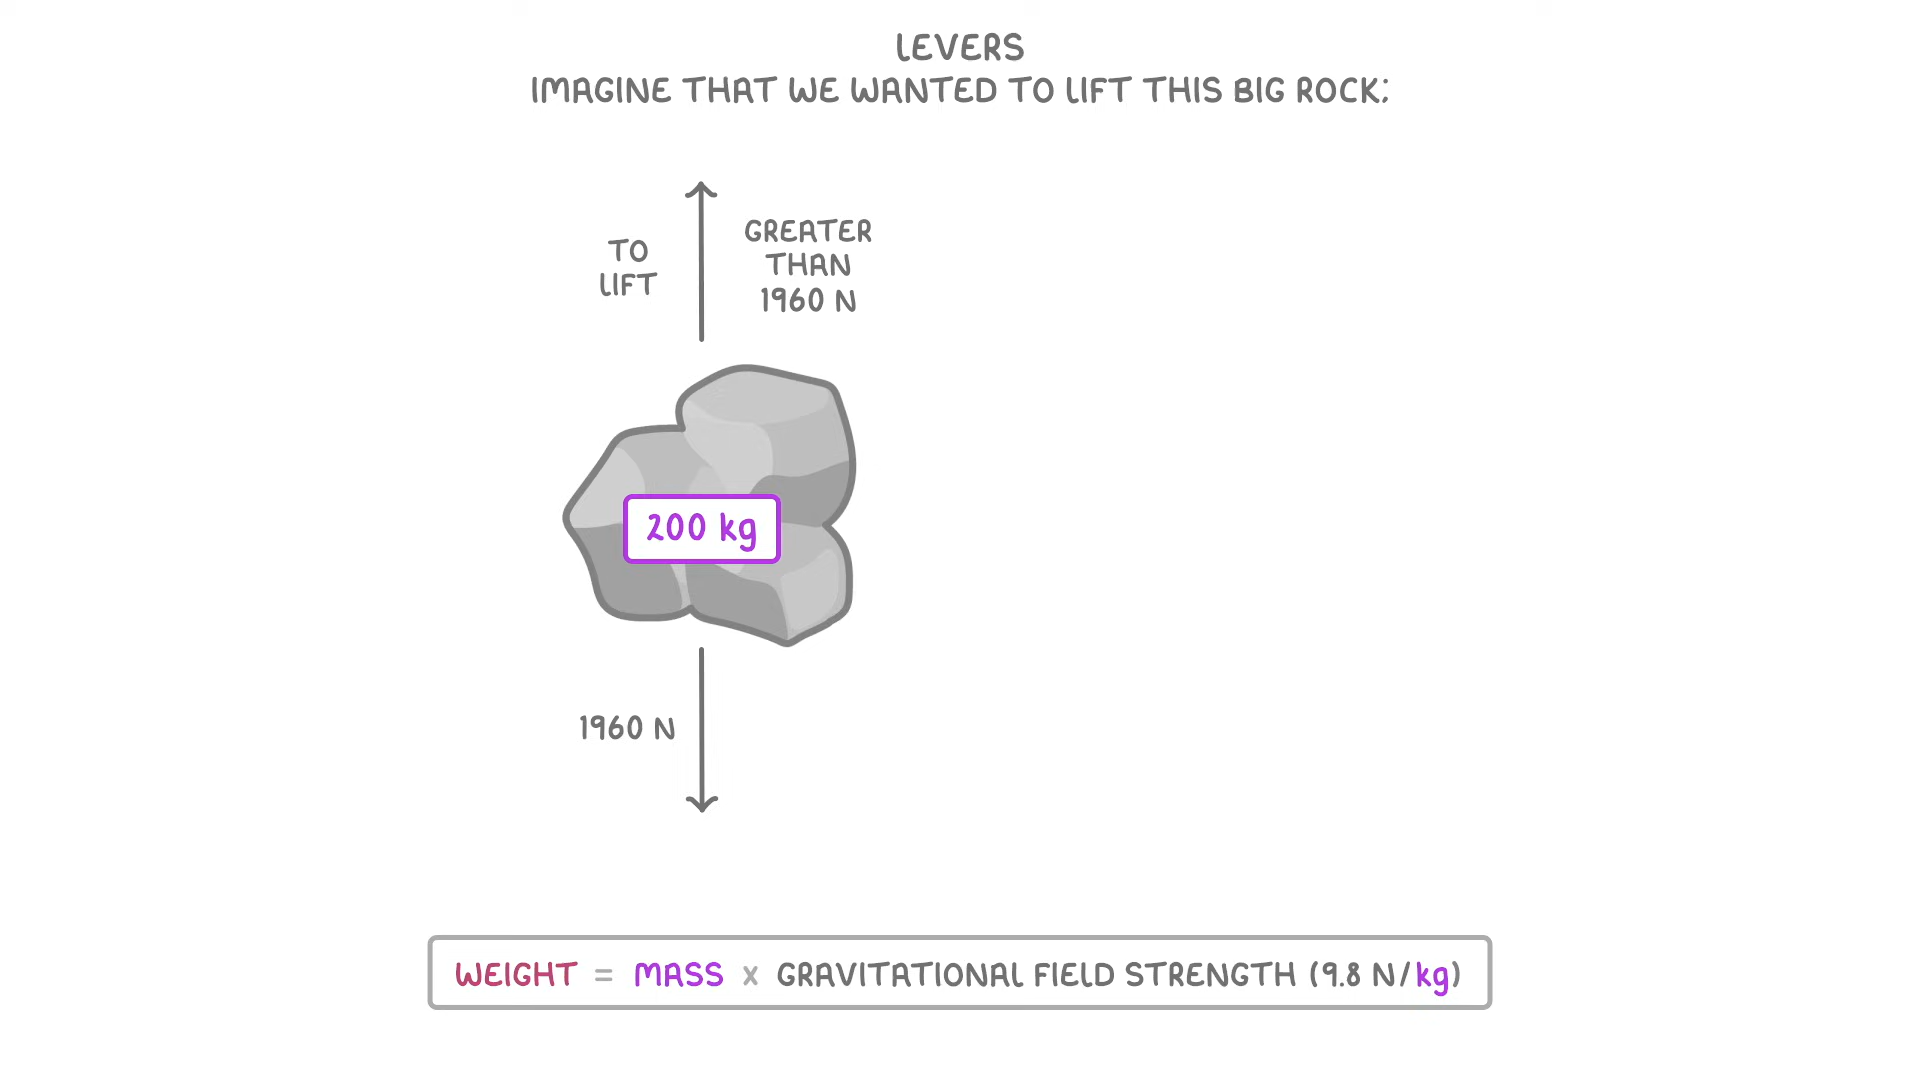 LEVERS
IMAGINE THAT WE WANTED TO LIFT THIS BIG ROCK:
TO
LIFT
GREATER
THAN
1960 N
200 kg
1960 N
WEIGHT = MASS x GRAVITATIONAL FIELD STRENGTH (9.8 N/kg)